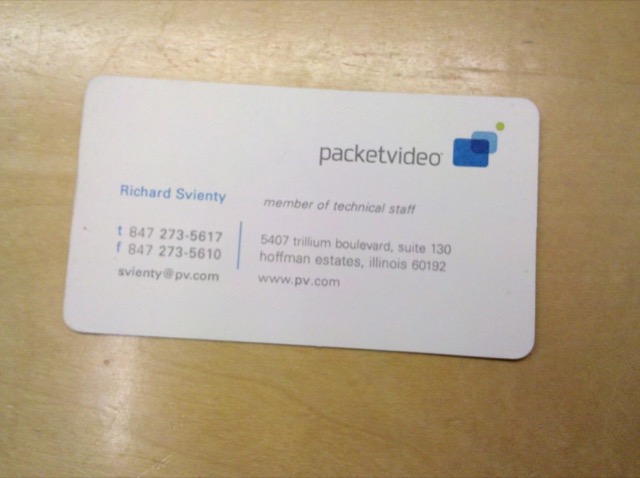 packetvideo
Richard Svienty
member of technical staff
t 847 273-5617
f 847 273-5610
svienty@pv.com
5407 trillium boulevard, suite 130
hoffman estates, illinois 60192
www.pv.com